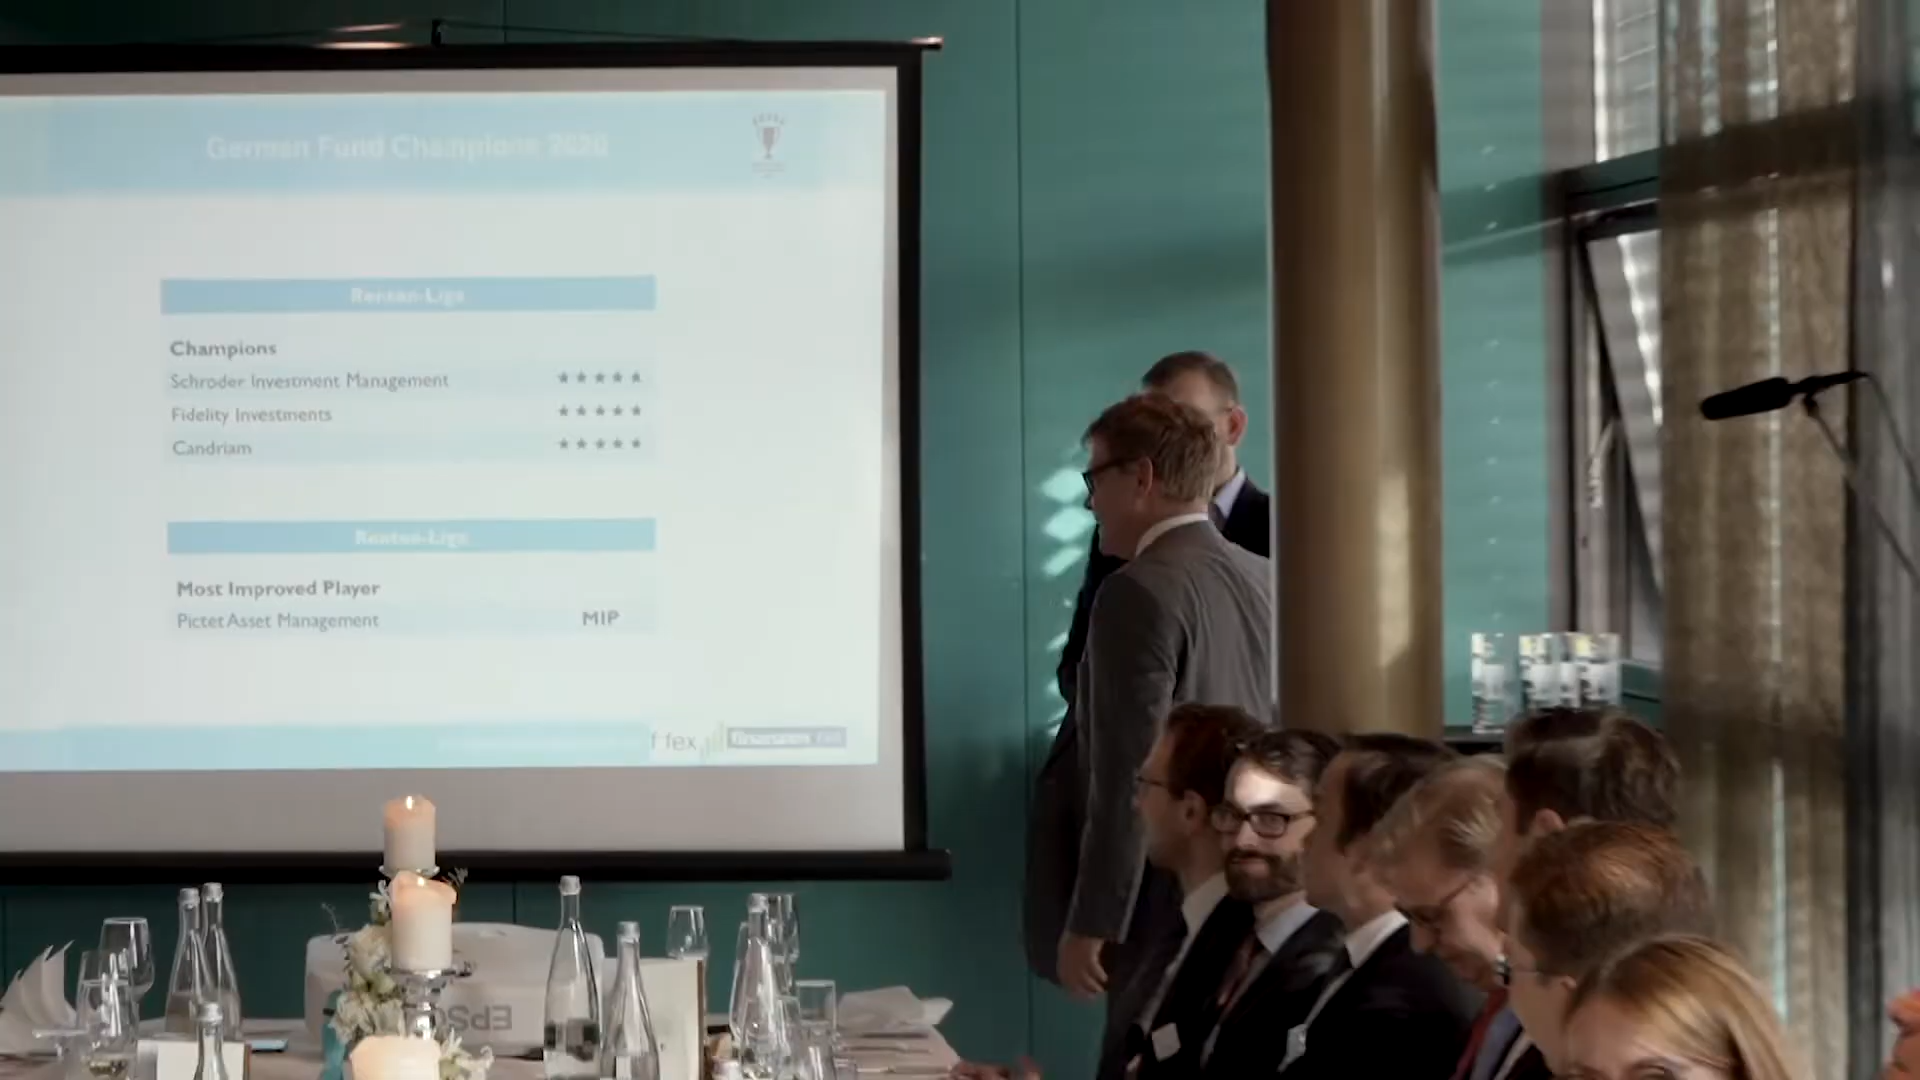 German Fund Champions 2020
Renten-Liga
Champions
Schroder Investment Management ★★★★★
Fidelity Investments ★★★★★
Candriam ★★★★★
Renten-Liga
Most Improved Player
Pictet Asset Management MIP
f fex
EPSO